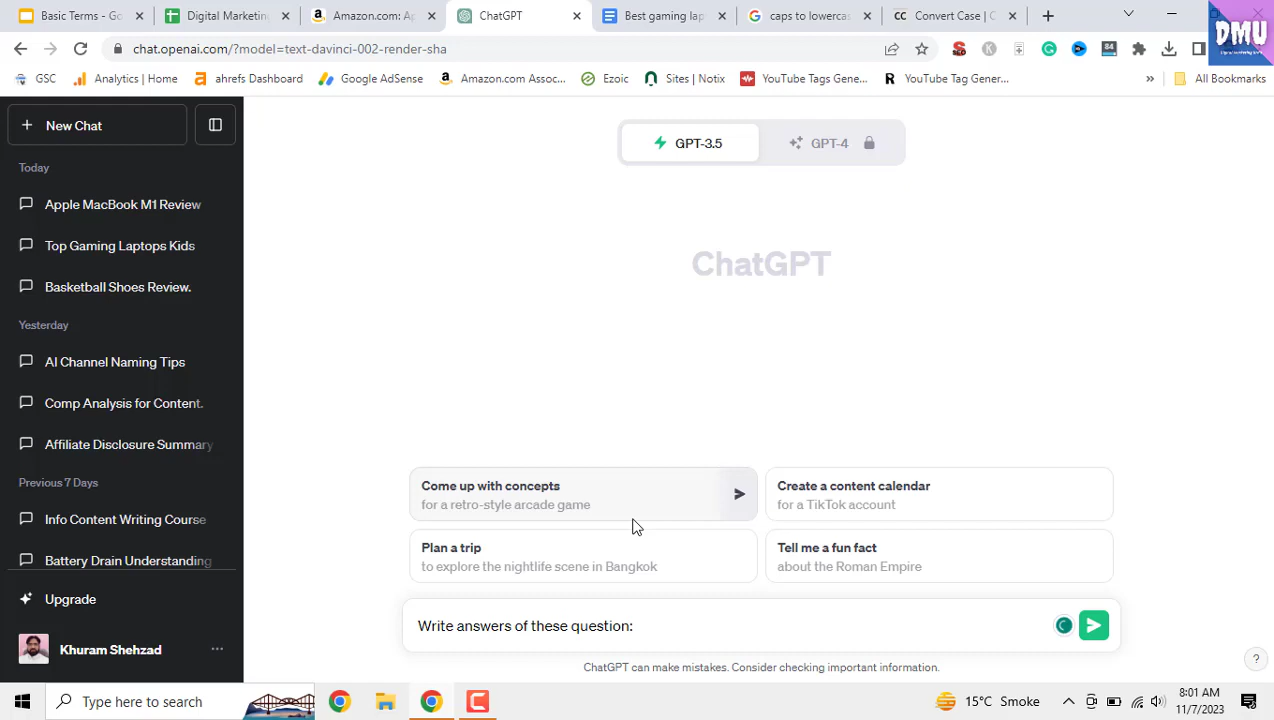 Basic Terms - Go
Digital Marketing
Amazon.com: Ap
ChatGPT
Best gaming lap
caps to lowercas
CC Convert Case | C
DMU
chat.openai.com/?model=text-davinci-002-render-sha
84
GSC
Analytics | Home
ahrefs Dashboard
Google AdSense
Amazon.com Assoc...
Ezoic
Sites | Notix
YouTube Tags Gene...
YouTube Tag Gener...
All Bookmarks
New Chat
GPT-3.5
GPT-4
Today
Apple MacBook M1 Review
Top Gaming Laptops Kids
Basketball Shoes Review.
Yesterday
AI Channel Naming Tips
Comp Analysis for Content.
Affiliate Disclosure Summary
Previous 7 Days
Info Content Writing Course
Battery Drain Understanding
Upgrade
Khuram Shehzad
ChatGPT
Come up with concepts
for a retro-style arcade game
Create a content calendar
for a TikTok account
Plan a trip
to explore the nightlife scene in Bangkok
Tell me a fun fact
about the Roman Empire
Write answers of these question:
ChatGPT can make mistakes. Consider checking important information.
?
Type here to search
15°C Smoke
8:01 AM
11/7/2023